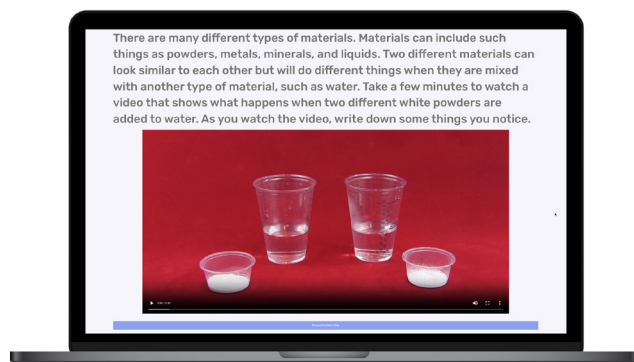 There are many different types of materials. Materials can include such
things as powders, metals, minerals, and liquids. Two different materials can
look similar to each other but will do different things when they are mixed
with another type of material, such as water. Take a few minutes to watch a
video that shows what happens when two different white powders are
added to water. As you watch the video, write down some things you notice.